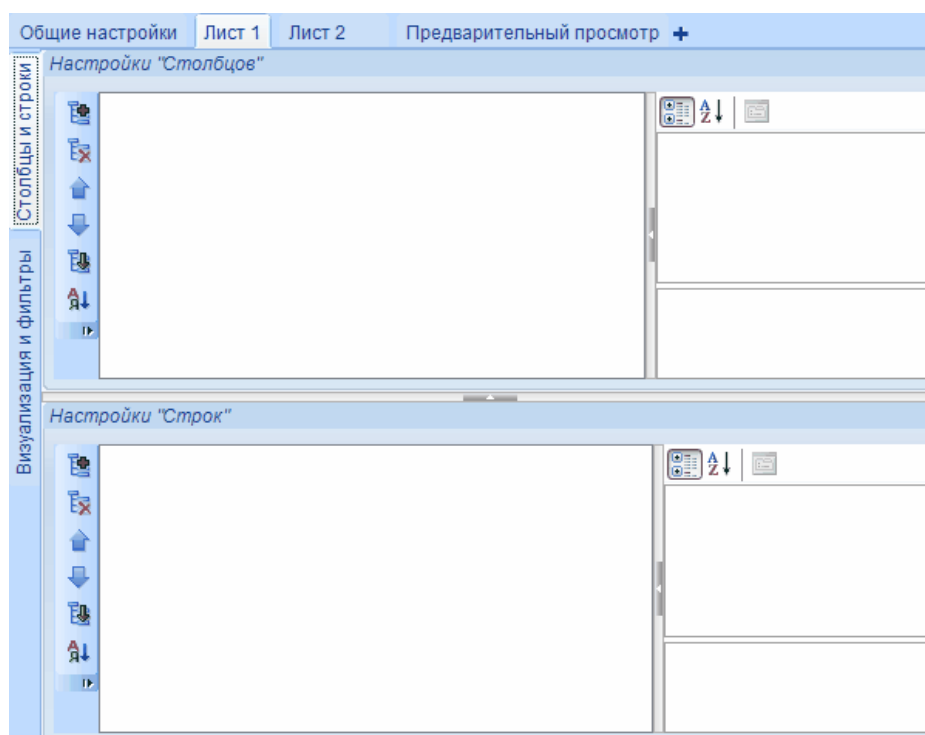 Общие настройки Лист 1 Лист 2 Предварительный просмотр
Столбцы и строки
Визуализация и фильтры
Настройки "Столбцов"
A
Z
А
Я
Настройки "Строк"
A
Z
А
Я